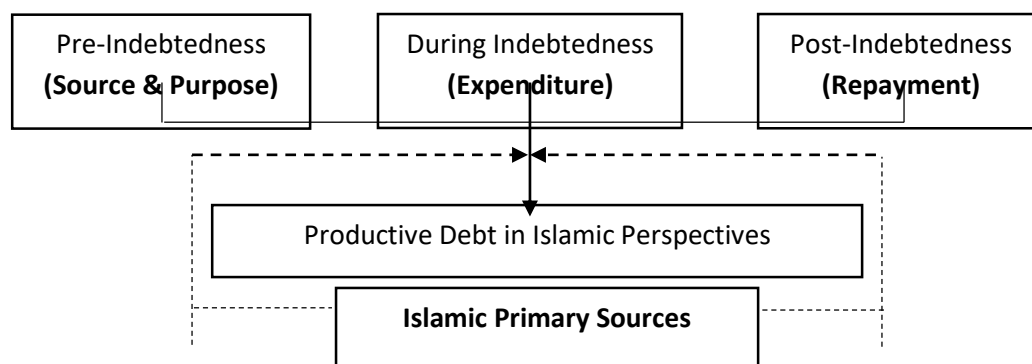 Pre-Indebtedness
(Source & Purpose)
During Indebtedness
(Expenditure)
Post-Indebtedness
(Repayment)
Productive Debt in Islamic Perspectives
Islamic Primary Sources